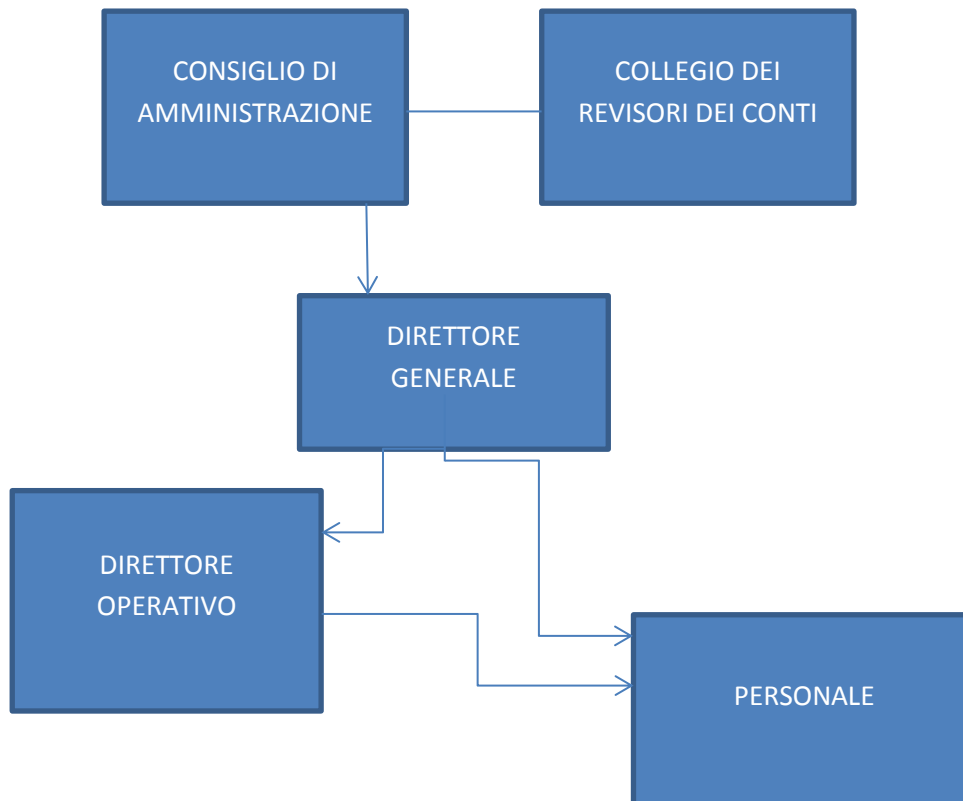 CONSIGLIO DI
AMMINISTRAZIONE
COLLEGIO DEI
REVISORI DEI CONTI
DIRETTORE
GENERALE
DIRETTORE
OPERATIVO
PERSONALE